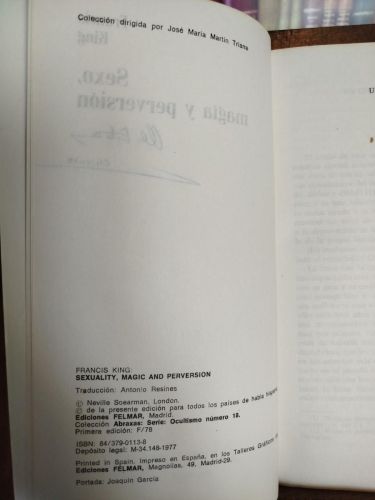 Colección dirigida por José María Martín Triana
King
Sexo,
magia y perversión
U
FRANCIS KING:
SEXUALITY, MAGIC AND PERVERSION
Traducción: Antonio Resines
© Neville Soearman, London.
© de la presente edición para todos los países de habla hispana
Ediciones FELMAR, Madrid.
Colección Abraxas: Serie: Ocultismo número 18.
Primera edición: F/78
ISBN: 84/379-0113-8
Depósito legal: M-34.148-1977
Printed in Spain. Impreso en España, en los Talleres Gráficos
Ediciones FELMAR, Magnolias, 49, Madrid-29.
Portada: Joaquín García